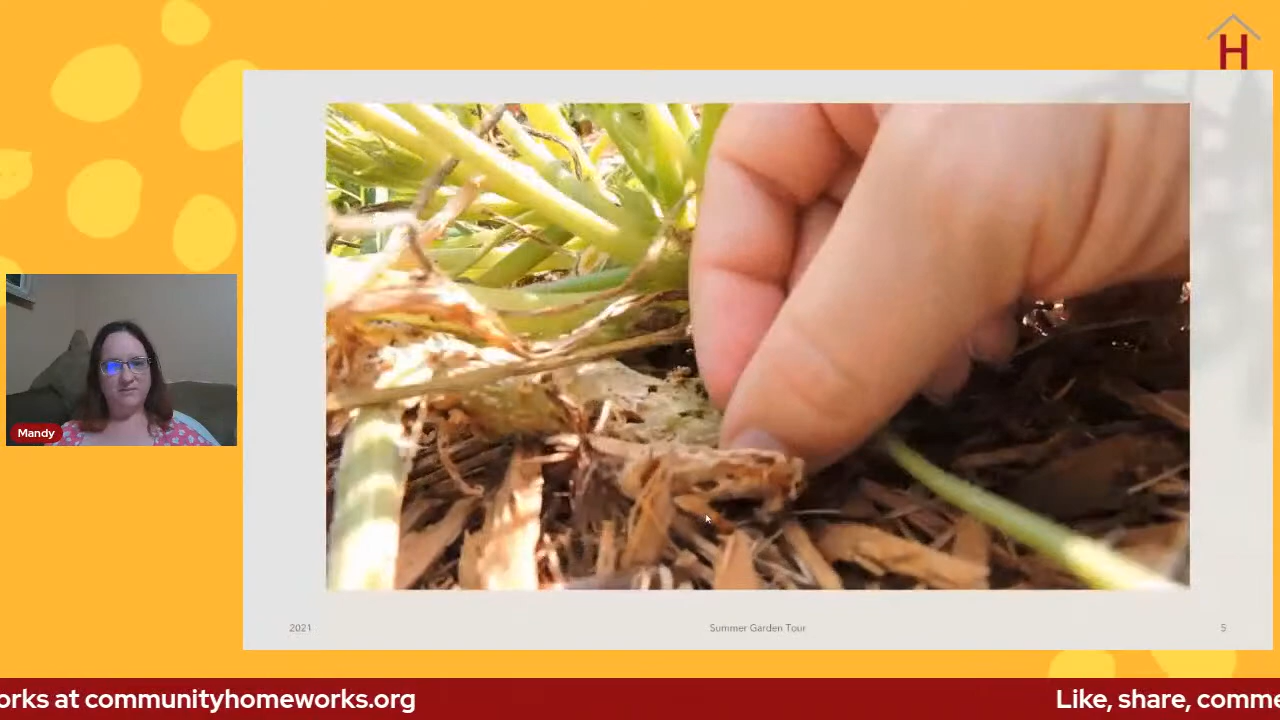 H
Mandy
2021
Summer Garden Tour
5
orks at communityhomeworks.org
Like, share, comme